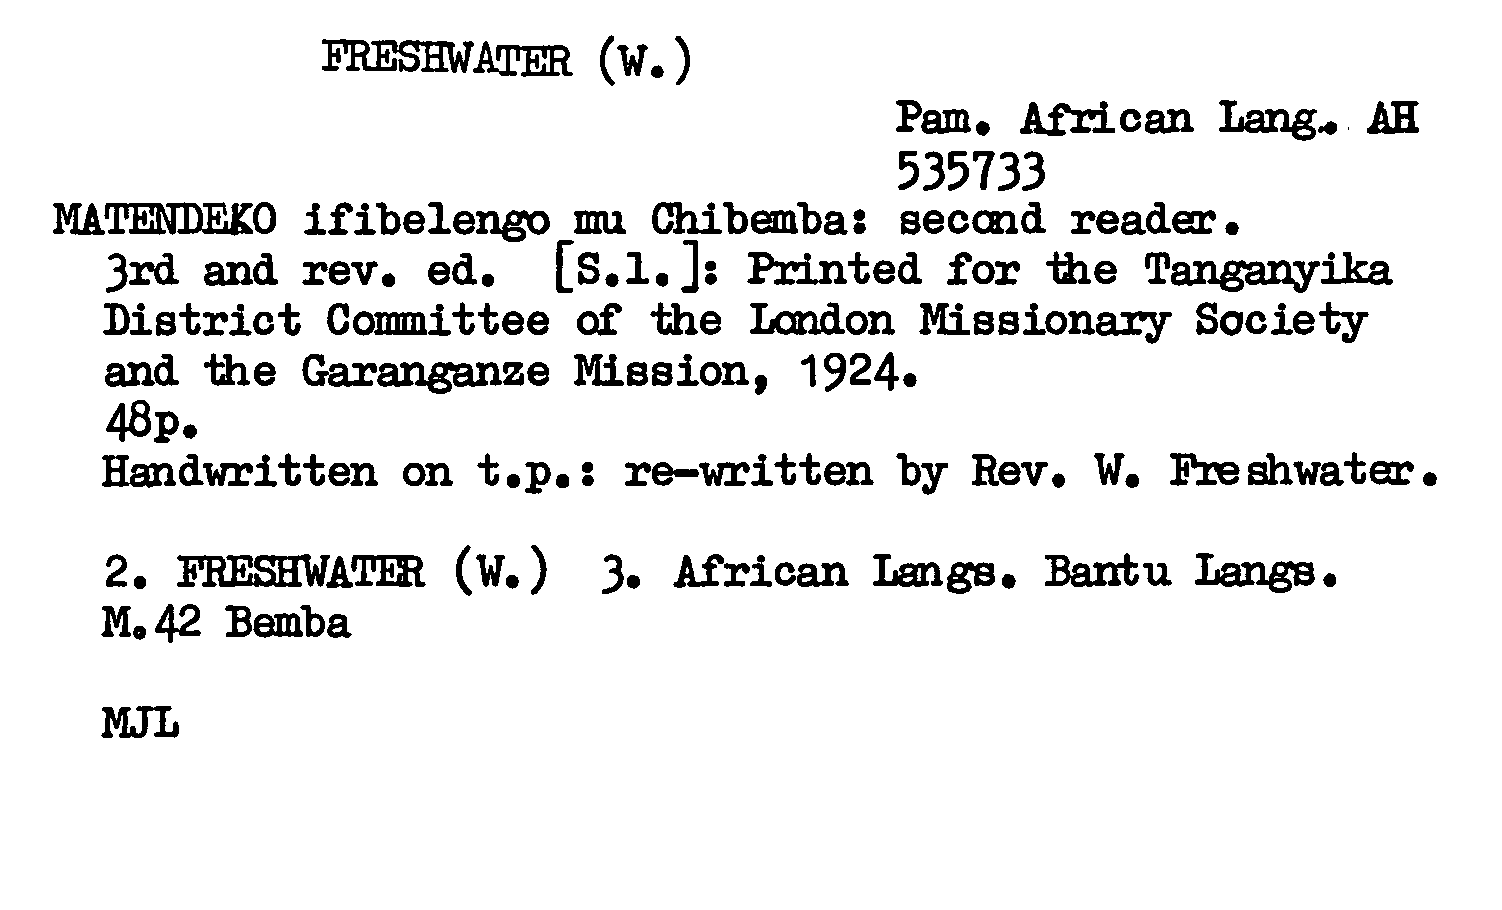 FRESHWATER (W.)
Pam. African Lang. AH
535733
MATENDEKO ifibelengo mu Chibemba: second reader.
3rd and rev. ed. [S.l.]: Printed for the Tanganyika
District Committee of the London Missionary Society
and the Garanganze Mission, 1924.
48p.
Handwritten on t.p.: re-written by Rev. W. Freshwater.
2. FRESHWATER (W.) 3. African Langs. Bantu Langs.
M.42 Bemba
MJL